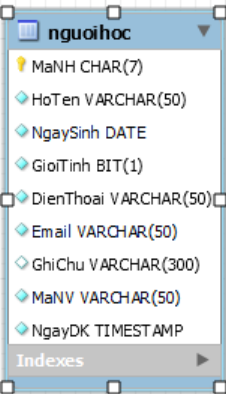 nguoihoc
MaNH CHAR(7)
HoTen VARCHAR(50)
NgaySinh DATE
GioiTinh BIT(1)
DienThoai VARCHAR(50)
Email VARCHAR(50)
GhiChu VARCHAR(300)
MaNV VARCHAR(50)
NgayDK TIMESTAMP
Indexes